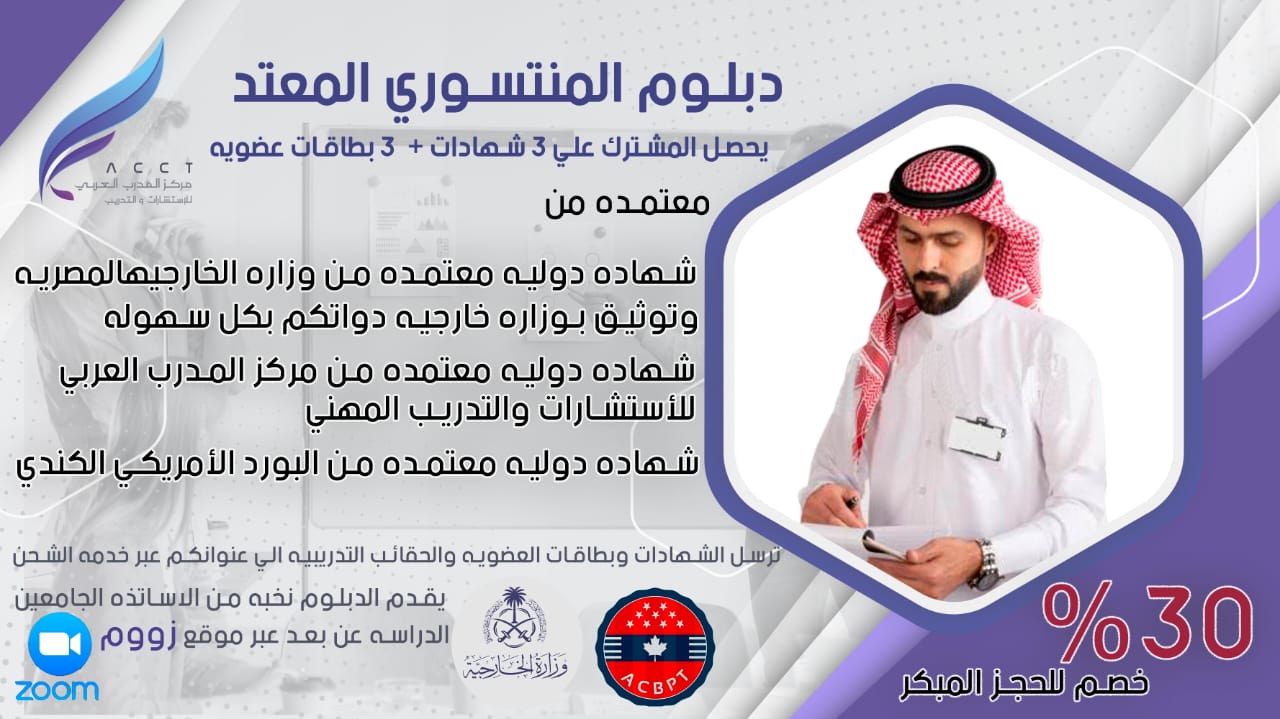 دبلوم المنتسوري المعتد
يحصل المشترك علي 3 شهادات + 3 بطاقات عضويه
معتمده من
شهاده دوليه معتمده من وزاره الخارجيهالمصريه
وتوثيق بوزاره خارجيه دواتكم بكل سهوله
شهاده دوليه معتمده من مركز المدرب العربي
للأستشارات والتدريب المهني
شهاده دوليه معتمده من البورد الأمريكي الكندي
ترسل الشهادات وبطاقات العضويه والحقائب التدريبيه الي عنوانكم عبر خدمه الشحن
يقدم الدبلوم نخبه من الاساتذه الجامعين
الدراسه عن بعد عبر موقع زووم
zoom
وزارة الخارجية
ACBPT
%30
خصم للحجز المبكر
ACCT
مركز المدرب العربي
للإستشارات و التدريب